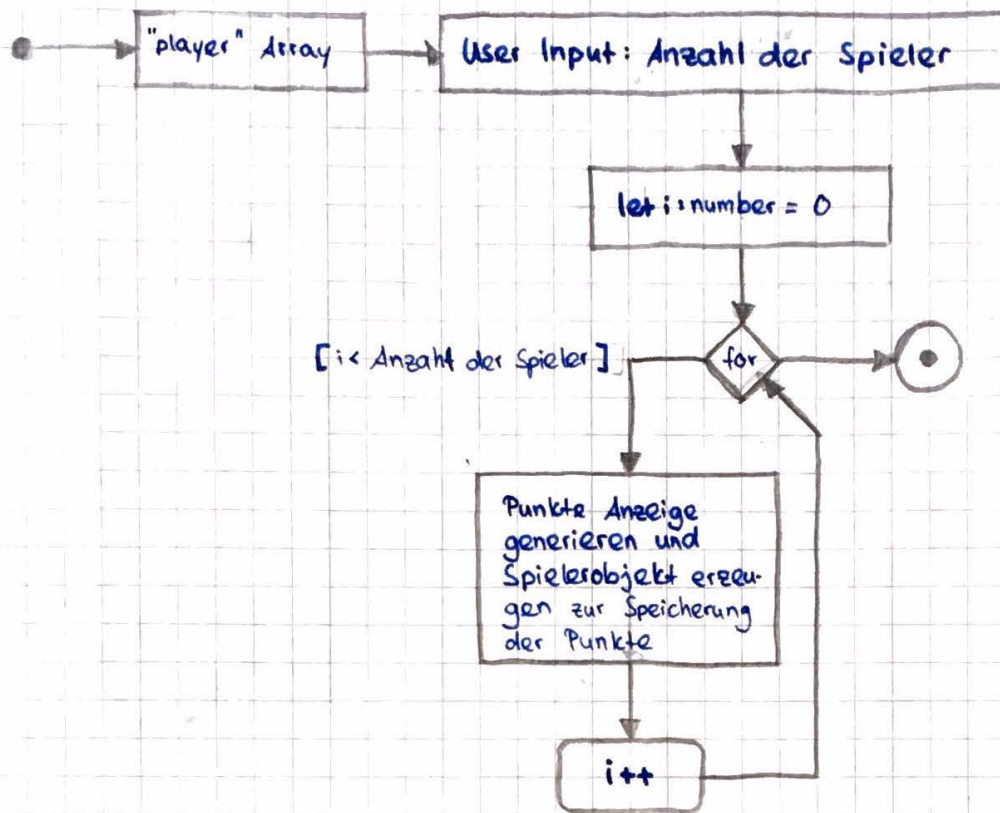 "player" Array
User Input: Anzahl der Spieler
let i:number = 0
for
[i< Anzahl der Spieler]
Punkte Anzeige
generieren und
Spielerobjekt erzeu-
gen zur Speicherung
der Punkte
i++